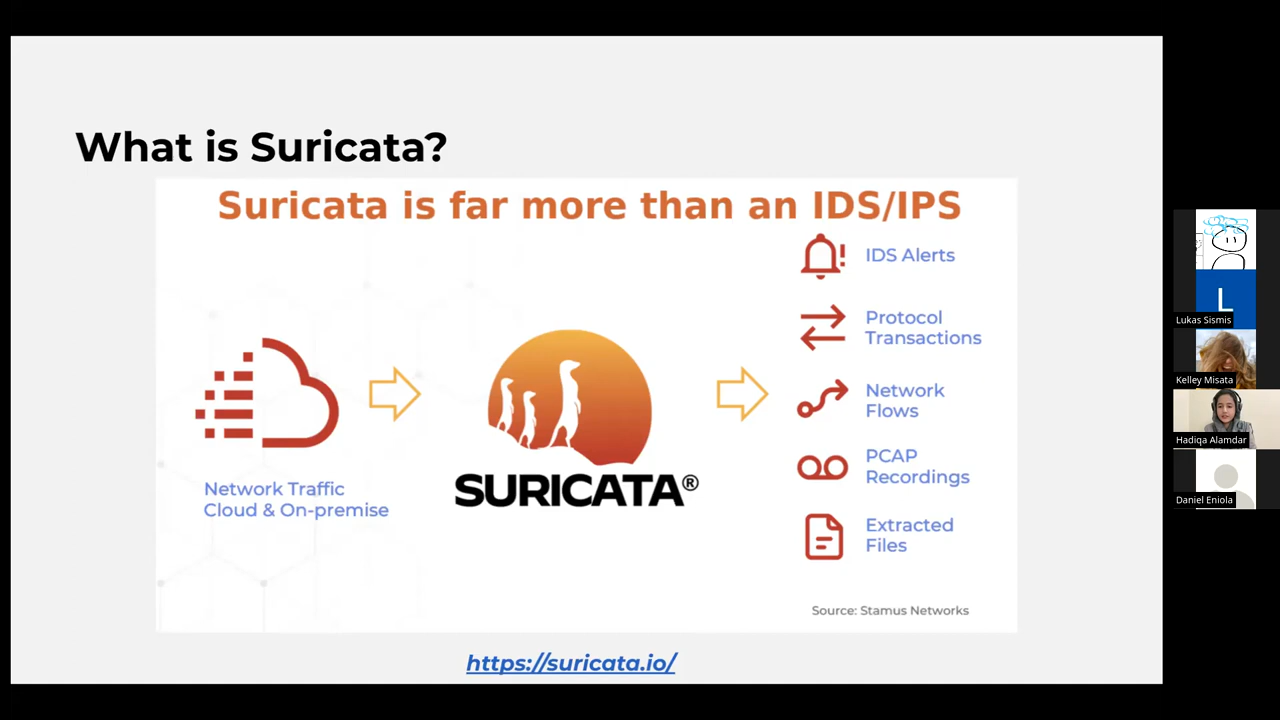 What is Suricata?
Suricata is far more than an IDS/IPS
Network Traffic
Cloud & On-premise
SURICATA®
IDS Alerts
Protocol
Transactions
Network
Flows
PCAP
Recordings
Extracted
Files
Source: Stamus Networks
https://suricata.io/
L
Lukas Sismis
Kelley Misata
Hadiqa Alamdar
Daniel Eniola